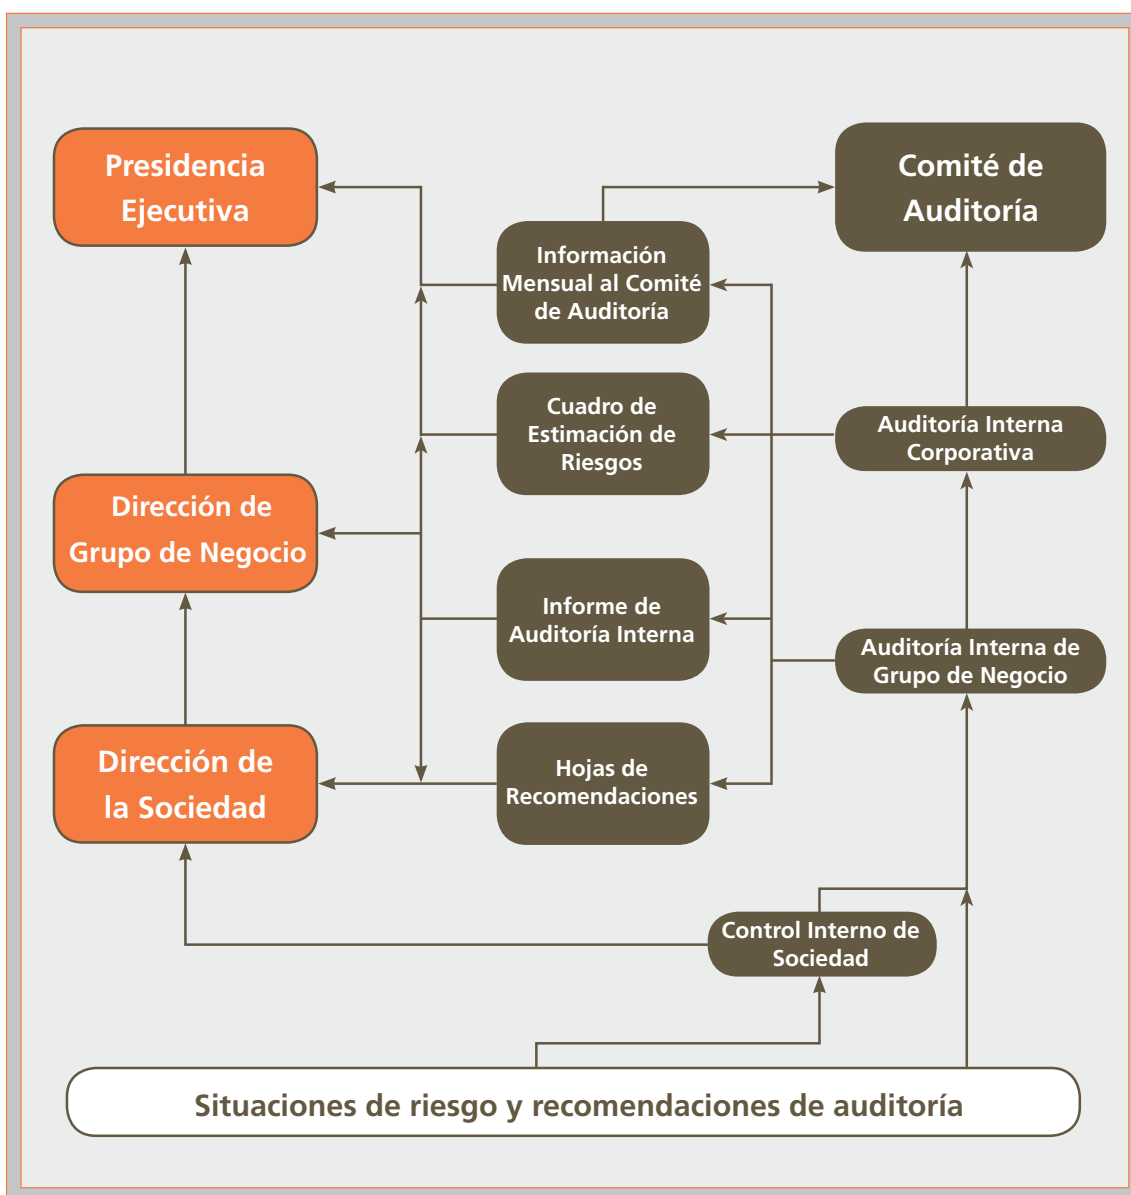 Presidencia
Ejecutiva
Comité de
Auditoría
Información
Mensual al Comité
de Auditoría
Cuadro de
Estimación de
Riesgos
Auditoría Interna
Corporativa
Dirección de
Grupo de Negocio
Informe de
Auditoría Interna
Auditoría Interna de
Grupo de Negocio
Dirección de
la Sociedad
Hojas de
Recomendaciones
Control Interno de
Sociedad
Situaciones de riesgo y recomendaciones de auditoría